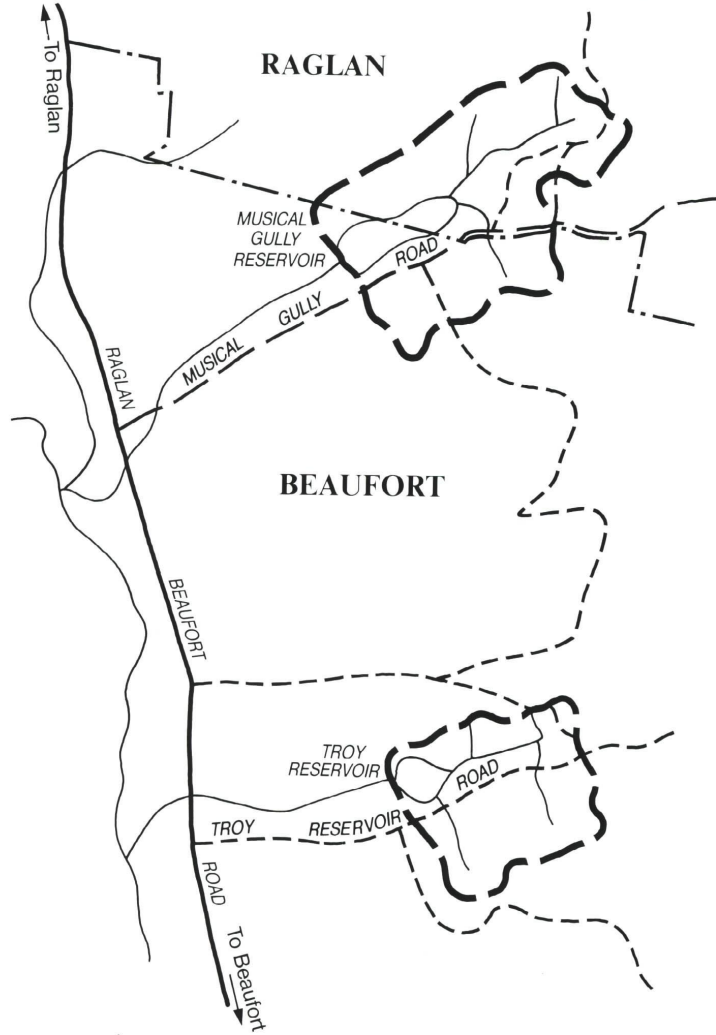 To Raglan
RAGLAN
MUSICAL
GULLY
RESERVOIR
MUSICAL GULLY ROAD
RAGLAN BEAUFORT ROAD
BEAUFORT
TROY
RESERVOIR
TROY RESERVOIR ROAD
To Beaufort